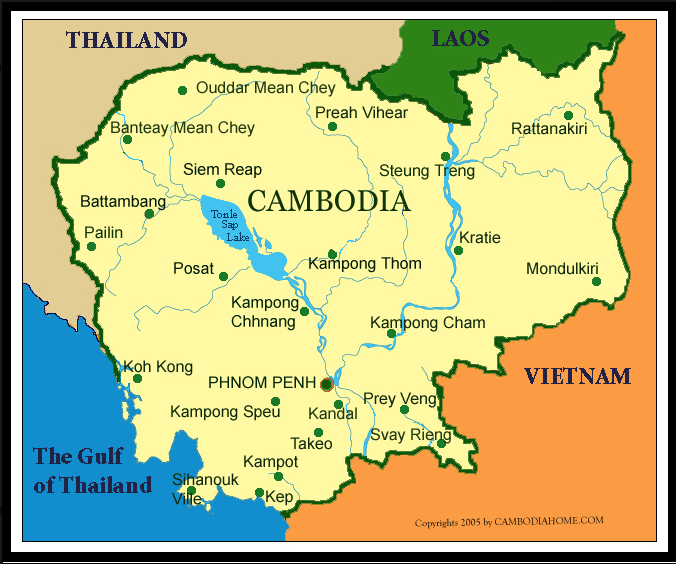 THAILAND
LAOS
Ouddar Mean Chey
Preah Vihear
Banteay Mean Chey
Rattanakiri
Siem Reap
Steung Treng
Battambang
CAMBODIA
Tonle
Sap
Lake
Pailin
Kratie
Posat
Kampong Thom
Mondulkiri
Kampong
Chhnang
Kampong Cham
Koh Kong
PHNOM PENH
VIETNAM
Prey Veng
Kampong Speu
Kandal
Svay Rieng
Takeo
The Gulf
of Thailand
Kampot
Sihanouk
Ville
Kep
Copyrights 2005 by CAMBODIAHOME.COM